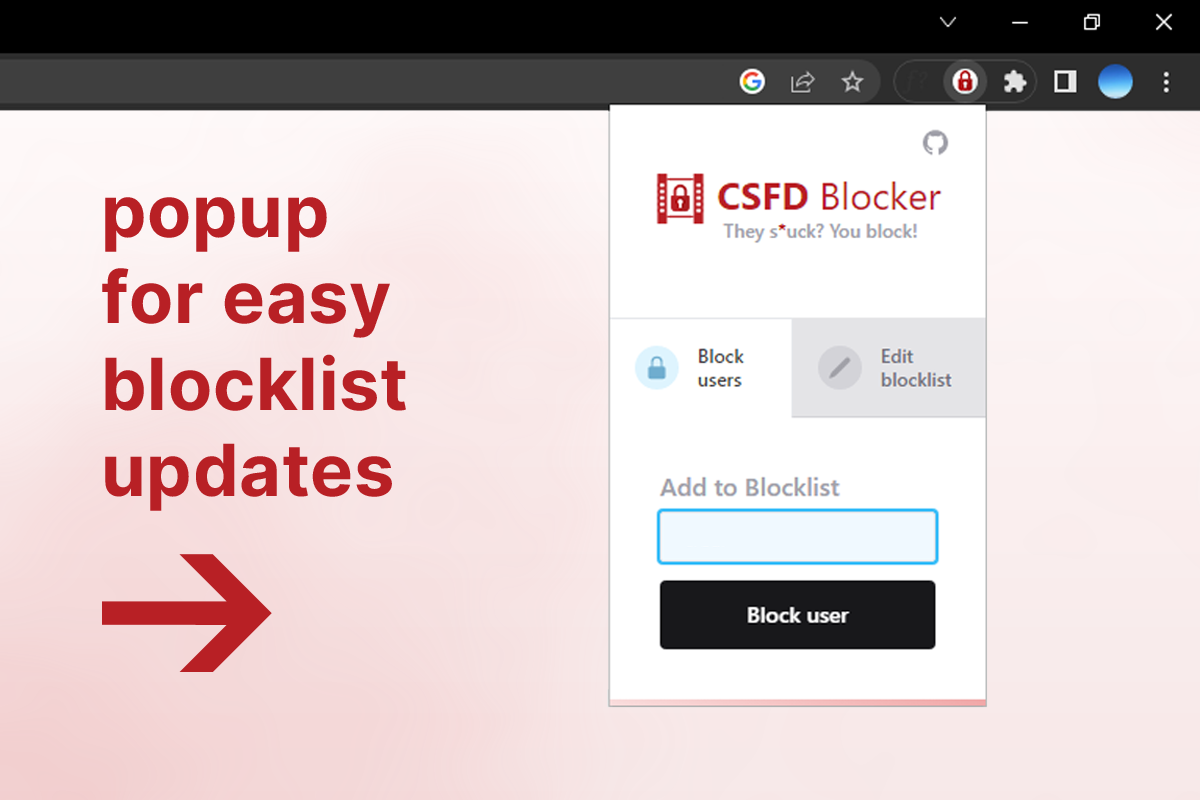 popup
for easy
blocklist
updates
CSFD Blocker
They s*uck? You block!
Block
users
Edit
blocklist
Add to Blocklist
Block user